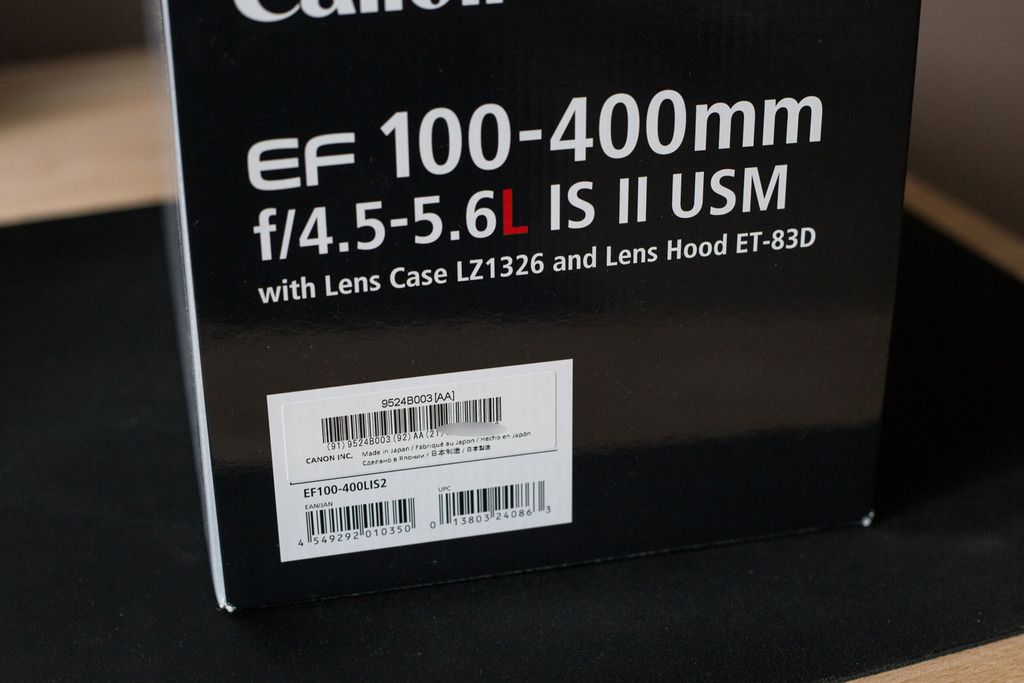 Canon
EF 100-400mm
f/4.5-5.6L IS II USM
with Lens Case LZ1326 and Lens Hood ET-83D
9524B003[AA]
(91)9524B003(92)AA(21)
CANON INC. Made in Japan / Fabriqué au Japon / Hecho en Japón
Сделано в Японии / 日本制造 / 日本製造
EF100-400LIS2
EAN/JAN
UPC
4 549292 010350
0 13803 24086 3